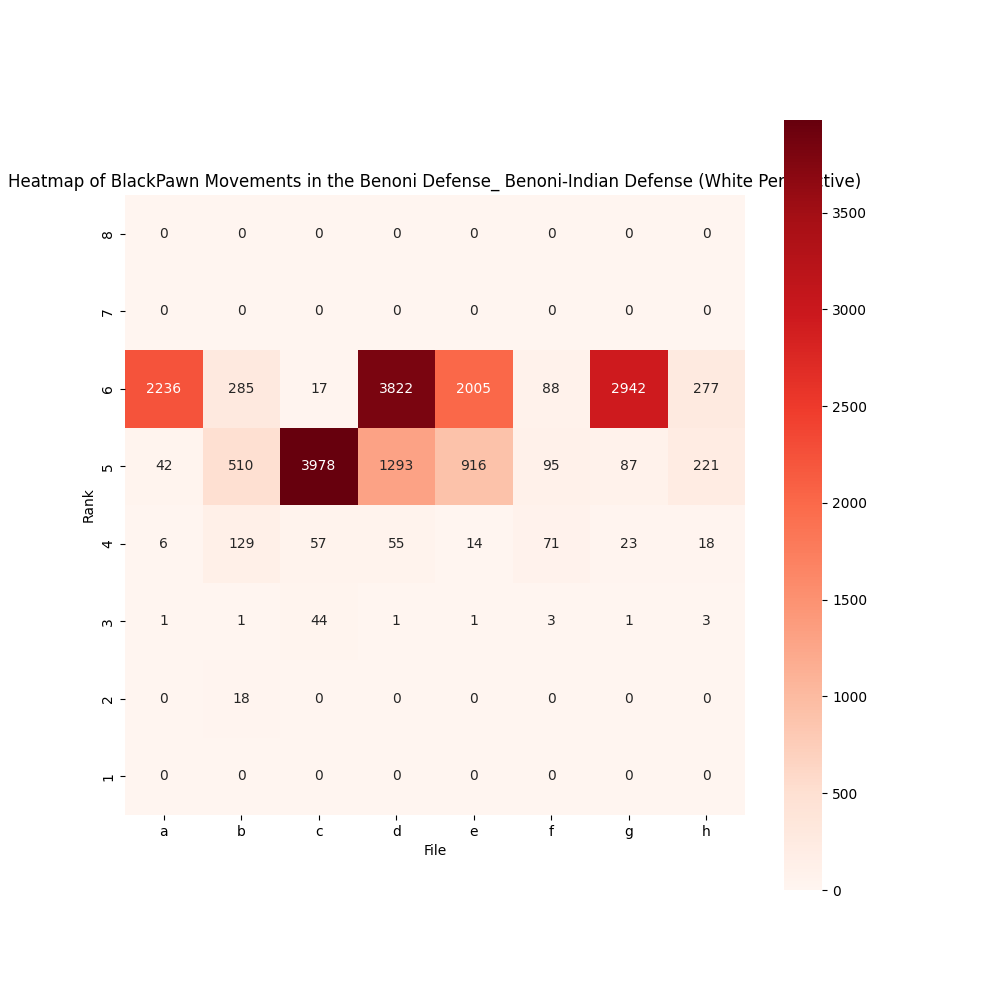 Heatmap of BlackPawn Movements in the Benoni Defense_ Benoni-Indian Defense (White Per tive)
8 0 0 0 0 0 0 0 0
7 0 0 0 0 0 0 0 0
6 2236 285 17 3822 2005 88 2942 277
5 42 510 3978 1293 916 95 87 221
4 6 129 57 55 14 71 23 18
3 1 1 44 1 1 3 1 3
2 0 18 0 0 0 0 0 0
1 0 0 0 0 0 0 0 0
a b c d e f g h
Rank
File
3500
3000
2500
2000
1500
1000
500
0